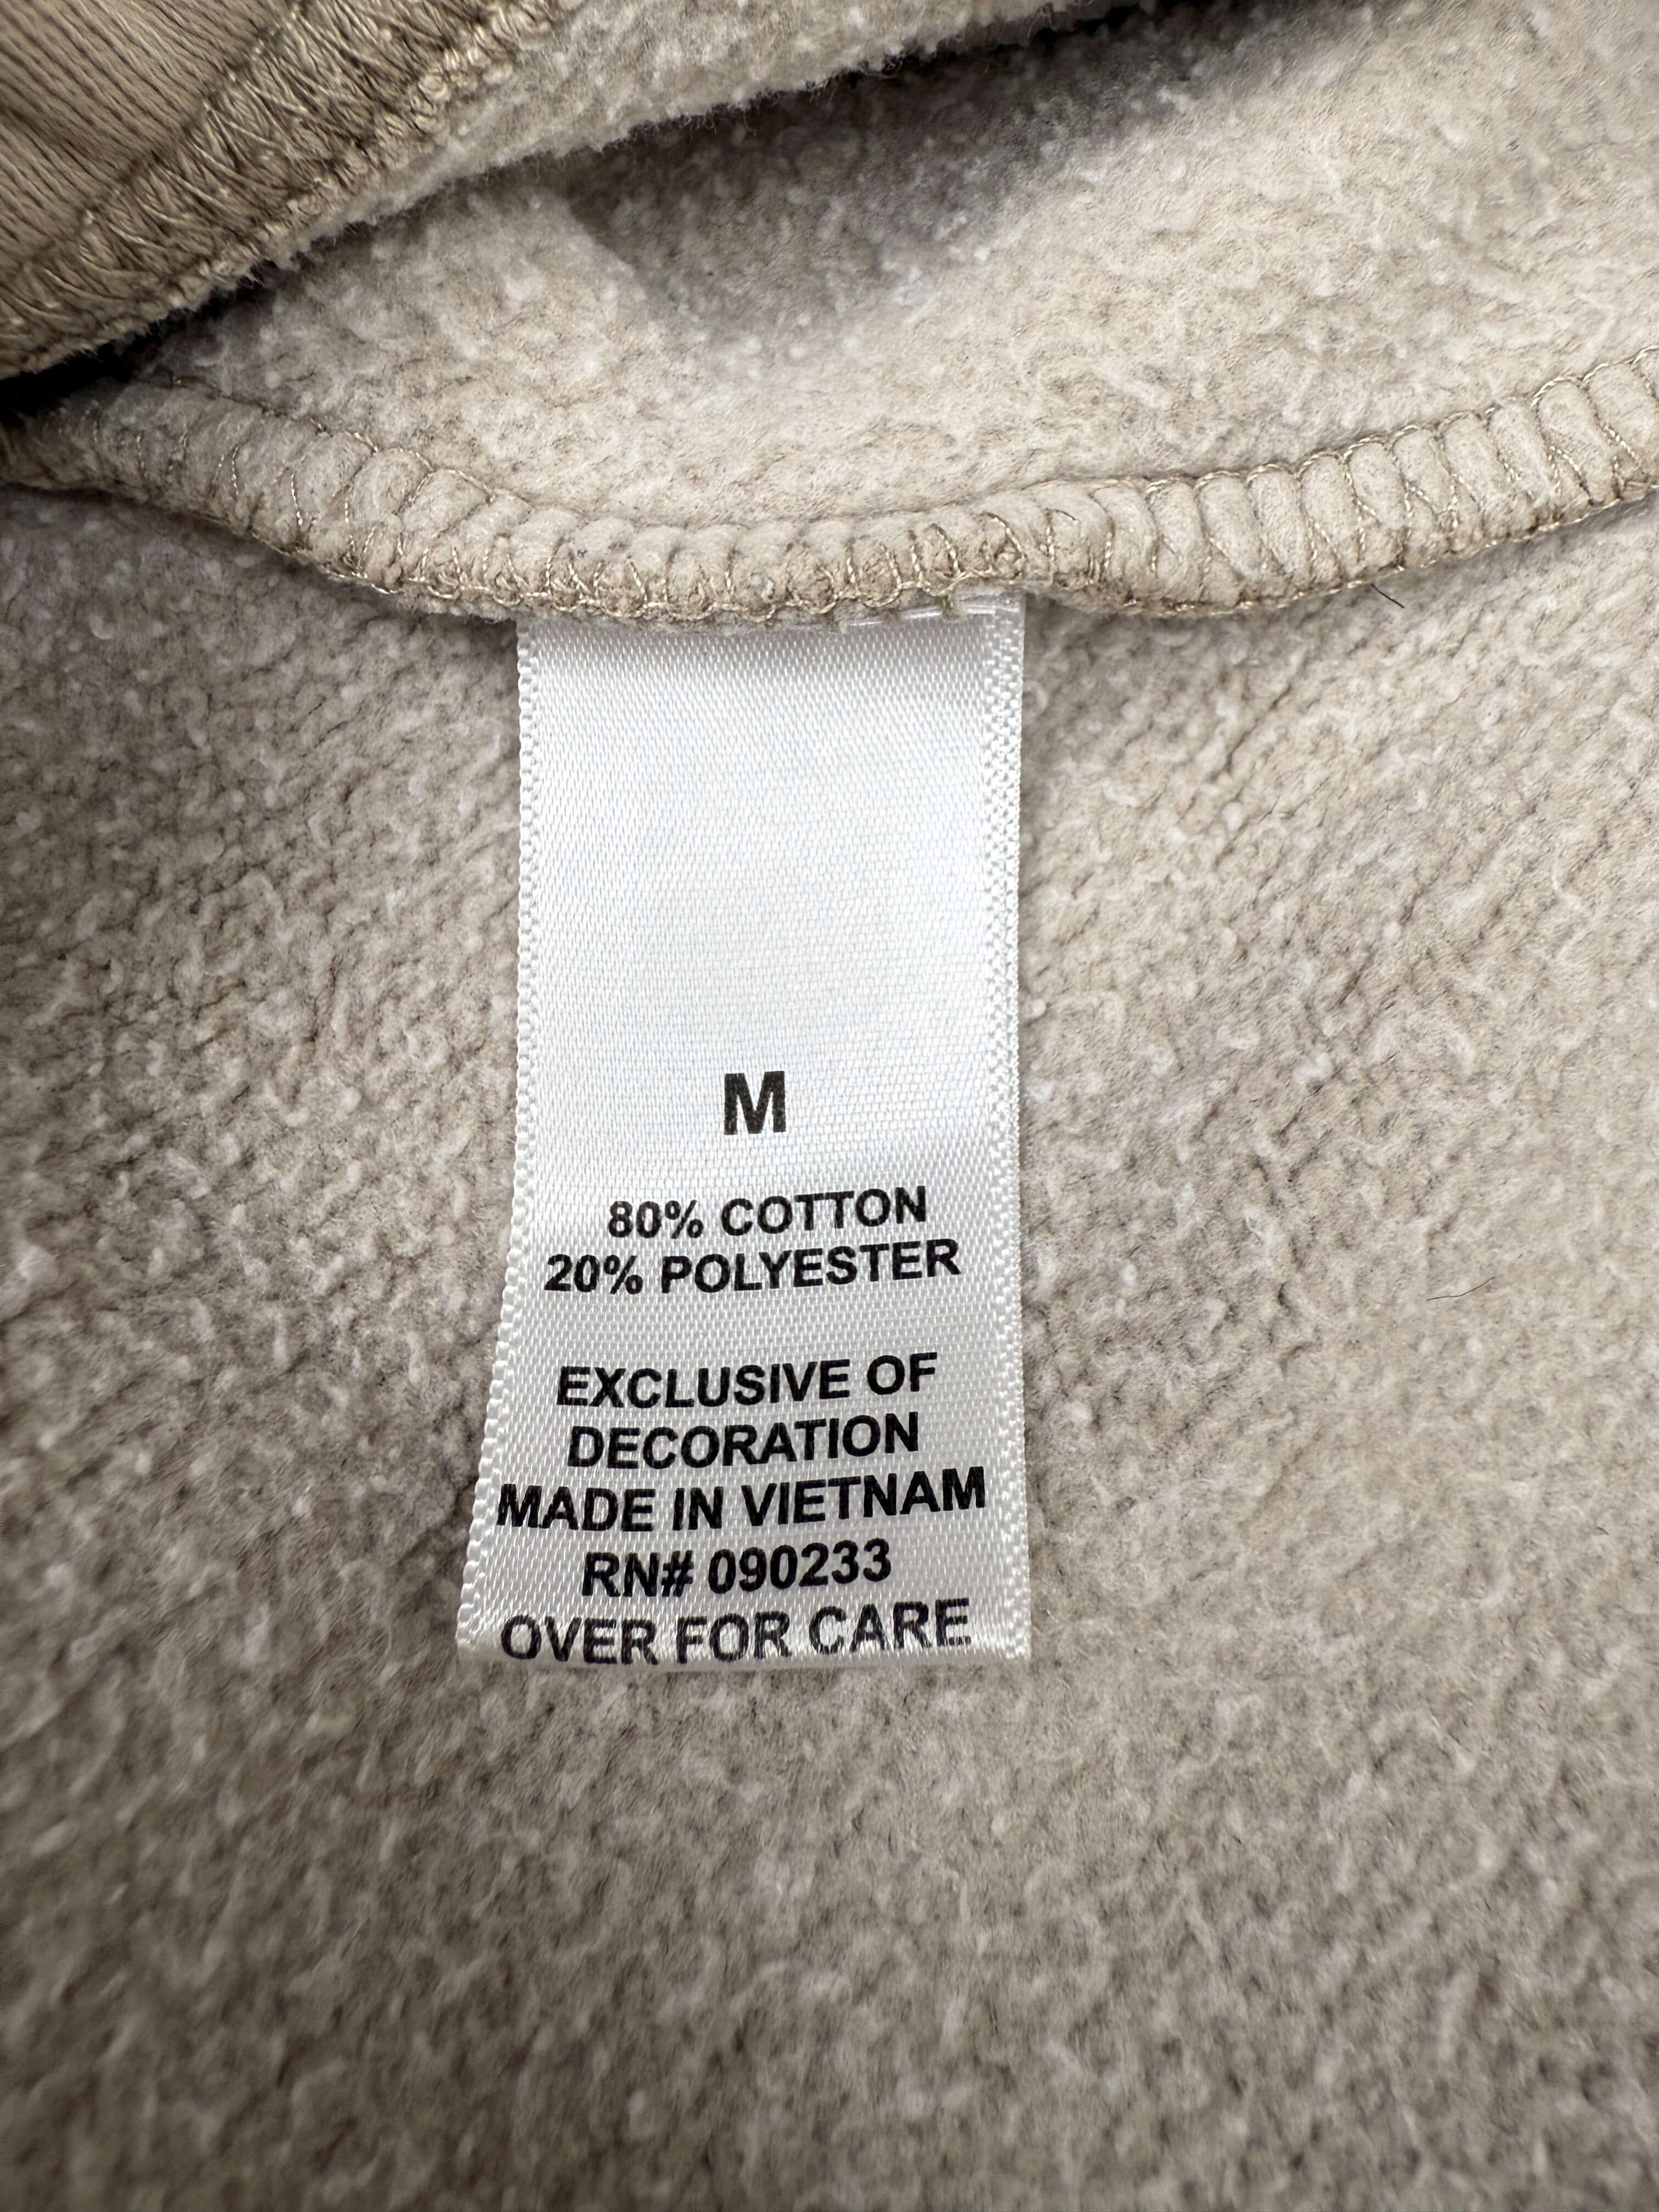 M
80% COTTON
20% POLYESTER
EXCLUSIVE OF
DECORATION
MADE IN VIETNAM
RN# 090233
OVER FOR CARE